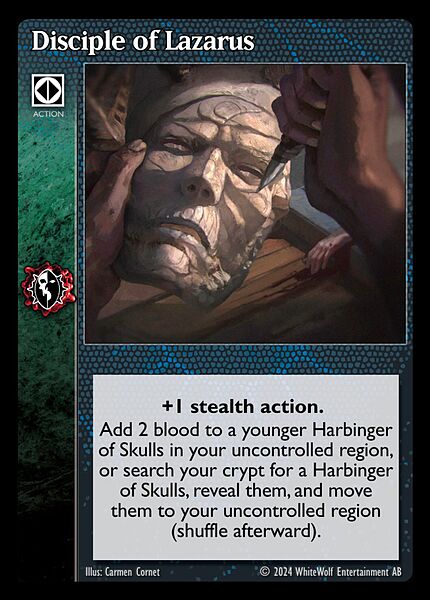 Disciple of Lazarus
ACTION
+1 stealth action.
Add 2 blood to a younger Harbinger
of Skulls in your uncontrolled region,
or search your crypt for a Harbinger
of Skulls, reveal them, and move
them to your uncontrolled region
(shuffle afterward).
Illus: Carmen Cornet © 2024 WhiteWolf Entertainment AB